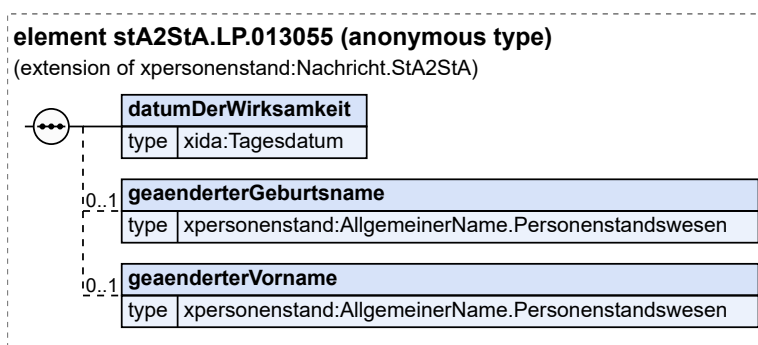 element stA2StA.LP.013055 (anonymous type)
(extension of xpersonenstand:Nachricht.StA2StA)
datumDerWirksamkeit
type xida:Tagesdatum
0..1 geaenderterGeburtsname
type xpersonenstand:AllgemeinerName.Personenstandswesen
0..1 geaenderterVorname
type xpersonenstand:AllgemeinerName.Personenstandswesen